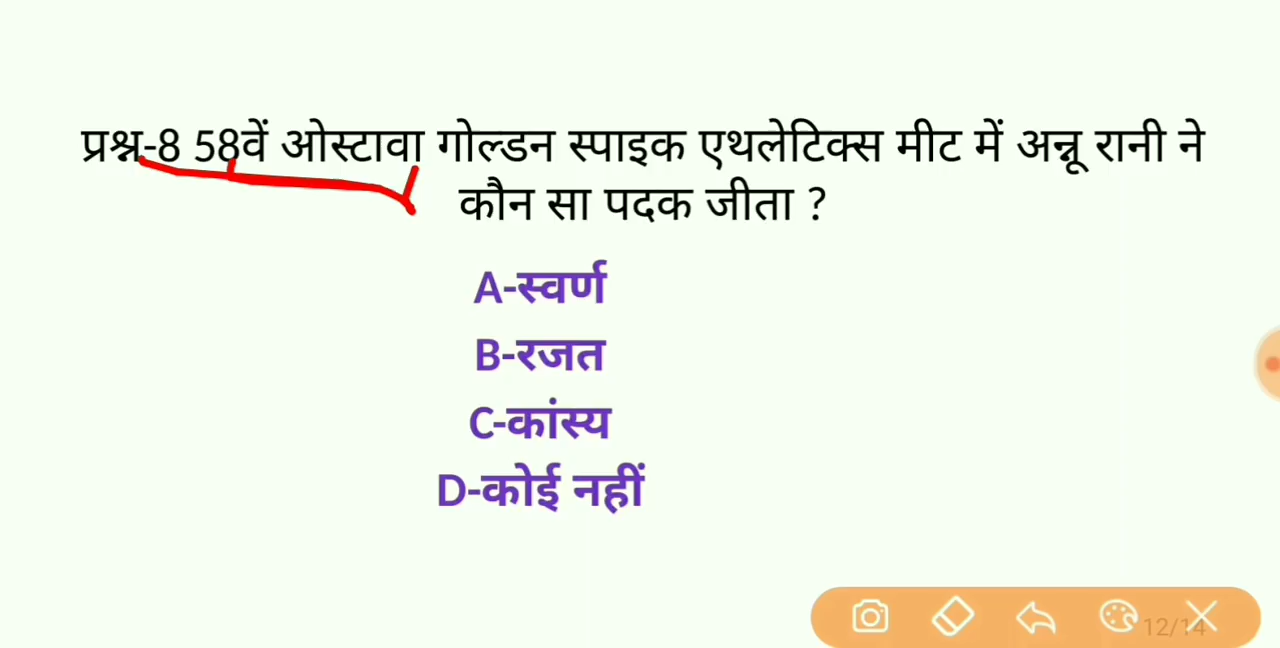 प्रश्न-8 58वें ओस्टावा गोल्डन स्पाइक एथलेटिक्स मीट में अन्नू रानी ने
कौन सा पदक जीता ?
A-स्वर्ण
B-रजत
C-कांस्य
D-कोई नहीं
12/14